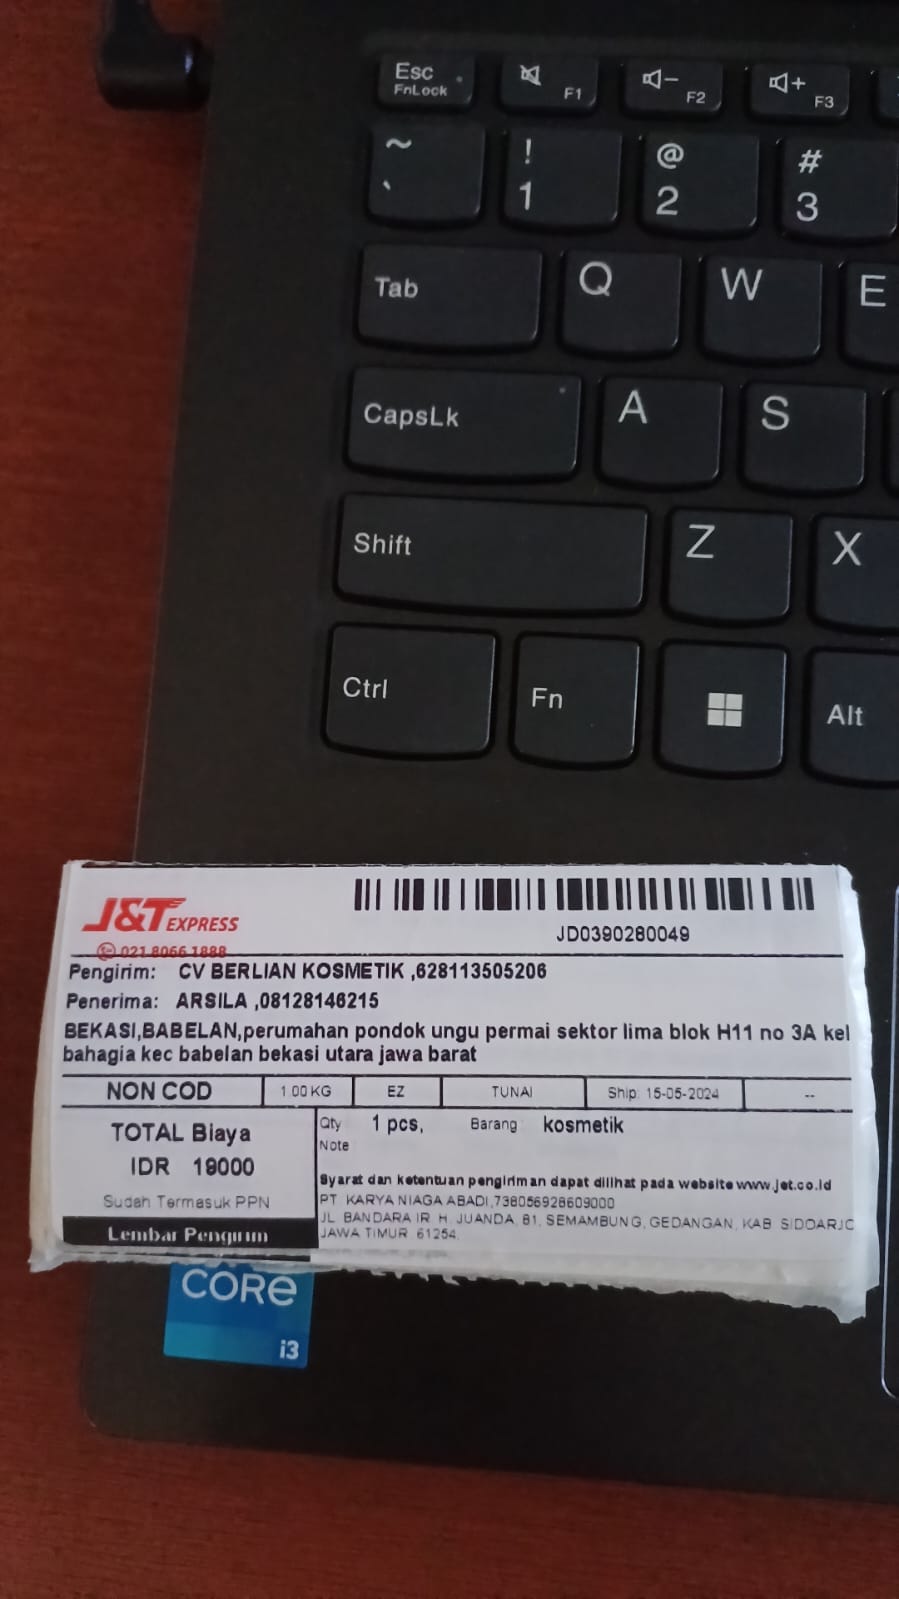 Esc
FnLock
F1
F2
F3
~
`
!
1
@
2
#
3
Tab
Q
W
E
CapsLk
A
S
Shift
Z
X
Ctrl
Fn
Alt
J&T EXPRESS
021 8066 1888
JD0390280049
Pengirim: CV BERLIAN KOSMETIK ,628113505206
Penerima: ARSILA ,08128146215
BEKASI,BABELAN,perumahan pondok ungu permai sektor lima blok H11 no 3A kel
bahagia kec babelan bekasi utara jawa barat
NON COD 1.00 KG EZ TUNAI Ship: 15-05-2024 --
TOTAL Biaya
IDR 19000
Sudah Termasuk PPN
Lembar Pengirim
Qty 1 pcs, Barang kosmetik
Note
Syarat dan ketentuan pengiriman dapat dilihat pada website www.jet.co.id
PT. KARYA NIAGA ABADI,738056928609000
JL. BANDARA IR. H. JUANDA, 81, SEMAMBUNG, GEDANGAN, KAB. SIDOARJO
JAWA TIMUR 61254.
CORE
i3